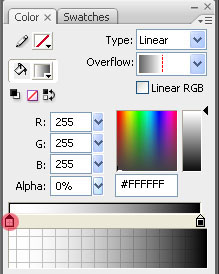 Color Swatches
Type: Linear
Overflow:
Linear RGB
R: 255
G: 255
B: 255
Alpha: 0% #FFFFFF